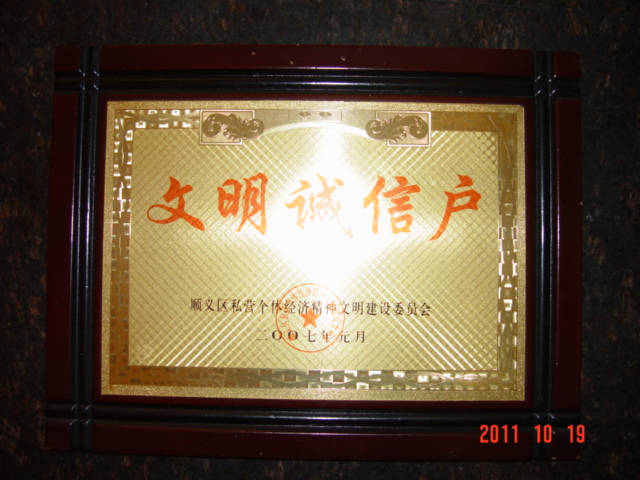 文明诚信户
顺义区私营个体经济精神文明建设委员会
二〇〇七年元月
2011 10 19